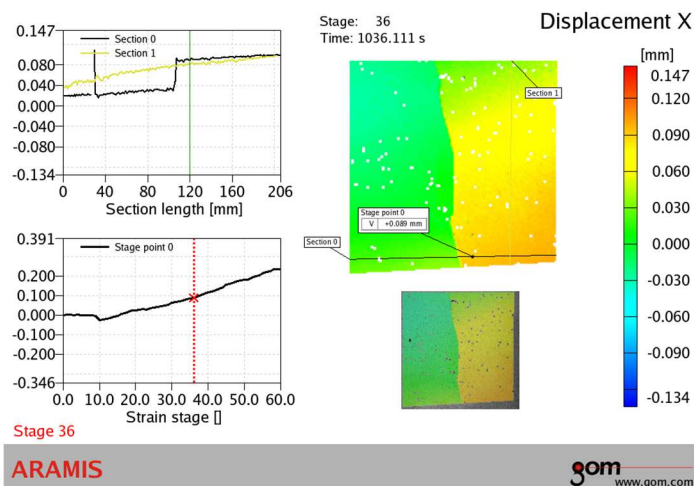 Stage: 36
Time: 1036.111 s
Displacement X
[mm]
0.147
0.080
0.040
0.000
-0.040
-0.080
-0.134
Section 0
Section 1
0 40 80 120 160 206
Section length [mm]
0.391
0.200
0.100
0.000
-0.100
-0.200
-0.346
Stage point 0
0.0 10.0 20.0 30.0 40.0 50.0 60.0
Strain stage []
Stage 36
Section 1
Stage point 0
V +0.089 mm
Section 0
0.147
0.120
0.090
0.060
0.030
0.000
-0.030
-0.060
-0.090
-0.134
ARAMIS
gom
www.gom.com